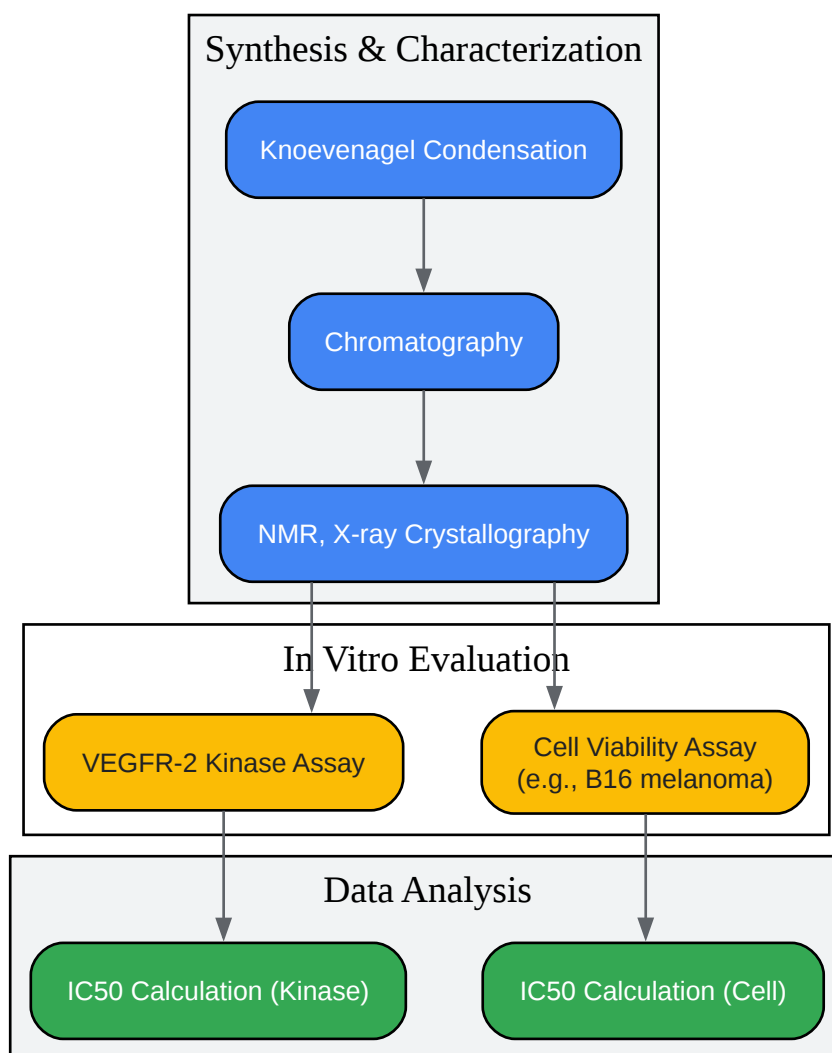 Synthesis & Characterization
Knoevenagel Condensation
Chromatography
NMR, X-ray Crystallography
In Vitro Evaluation
VEGFR-2 Kinase Assay
Cell Viability Assay
(e.g., B16 melanoma)
Data Analysis
IC50 Calculation (Kinase)
IC50 Calculation (Cell)